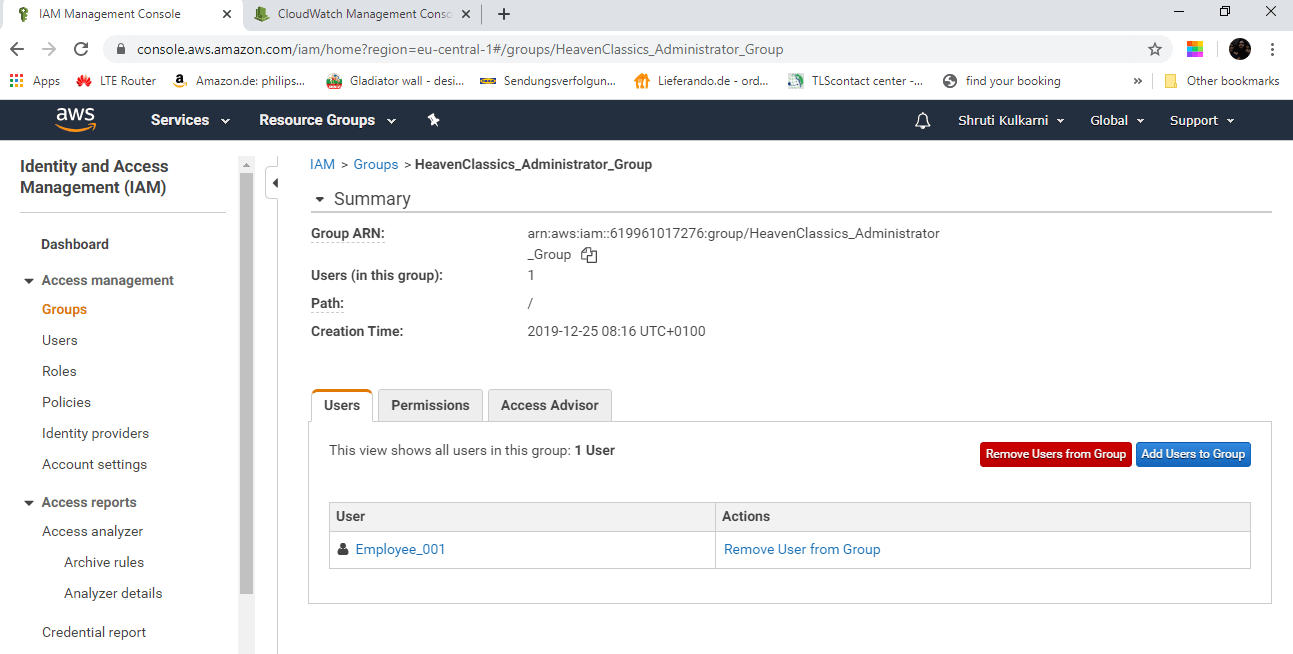 IAM Management Console
CloudWatch Management Conso
console.aws.amazon.com/iam/home?region=eu-central-1#/groups/HeavenClassics_Administrator_Group
Apps LTE Router Amazon.de: philips... Gladiator wall - desi... Sendungsverfolgun... Lieferando.de - ord... TLScontact center -... find your booking » Other bookmarks
aws Services Resource Groups Shruti Kulkarni Global Support
Identity and Access
Management (IAM)
Dashboard
Access management
Groups
Users
Roles
Policies
Identity providers
Account settings
Access reports
Access analyzer
Archive rules
Analyzer details
Credential report
IAM > Groups > HeavenClassics_Administrator_Group
Summary
Group ARN: arn:aws:iam::619961017276:group/HeavenClassics_Administrator
_Group
Users (in this group): 1
Path: /
Creation Time: 2019-12-25 08:16 UTC+0100
Users Permissions Access Advisor
This view shows all users in this group: 1 User
Remove Users from Group Add Users to Group
User Actions
Employee_001 Remove User from Group